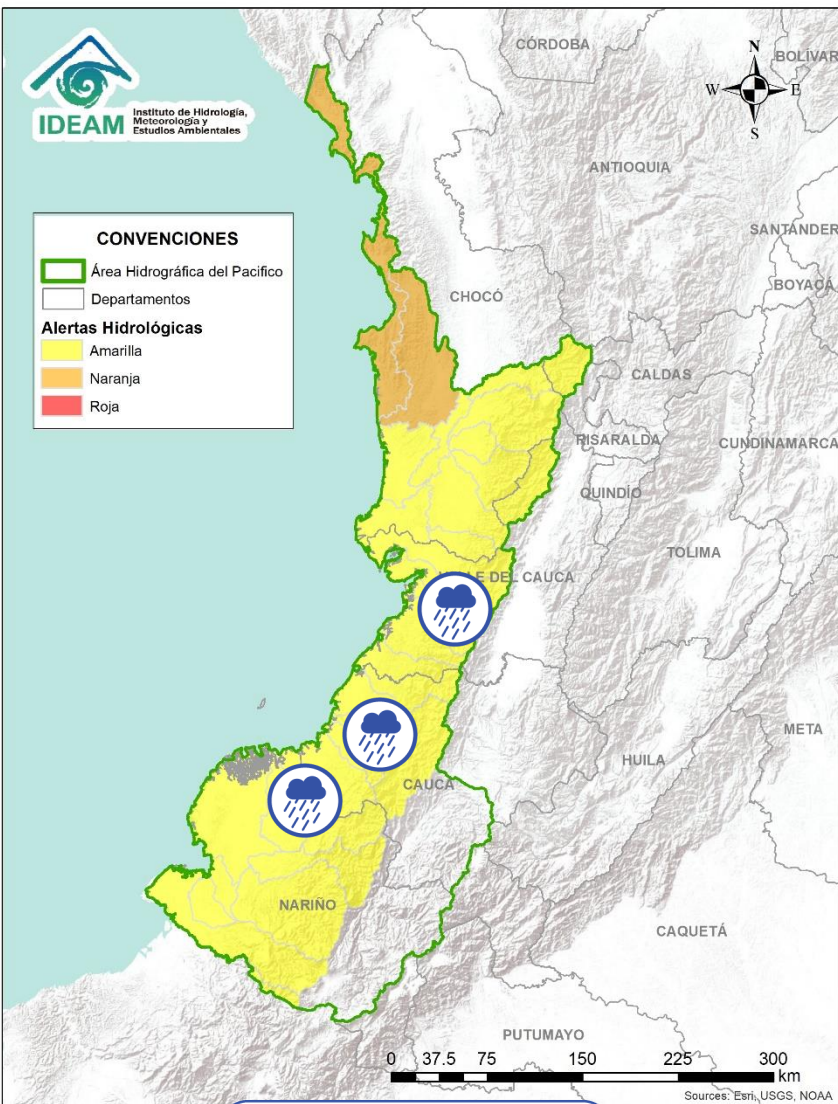 IDEAM
Instituto de Hidrología,
Meteorología y
Estudios Ambientales
CÓRDOBA
BOLÍVAR
N
W
E
S
ANTIOQUIA
SANTANDER
BOYACÁ
CHOCÓ
CALDAS
RISARALDA
CUNDINAMARCA
QUINDÍO
TOLIMA
DEL CAUCA
META
HUILA
CAUCA
NARIÑO
CAQUETÁ
PUTUMAYO
CONVENCIONES
Área Hidrográfica del Pacifico
Departamentos
Alertas Hidrológicas
Amarilla
Naranja
Roja
0 37.5 75 150 225 300
km
Sources: Esri, USGS, NOAA